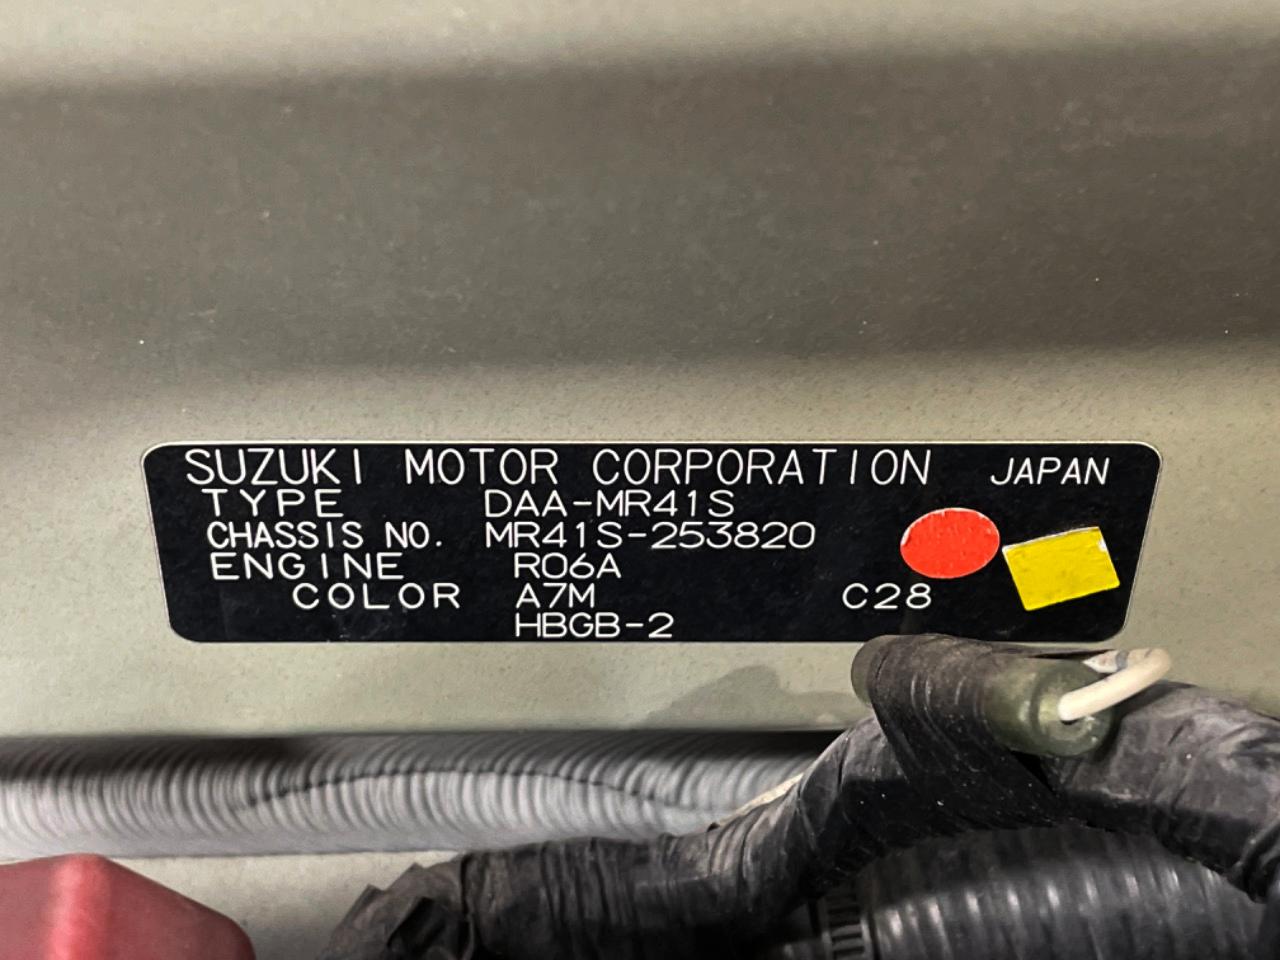 SUZUKI MOTOR CORPORATION JAPAN
TYPE DAA-MR41S
CHASSIS NO. MR41S-253820
ENGINE R06A
COLOR A7M C28
HBGB-2